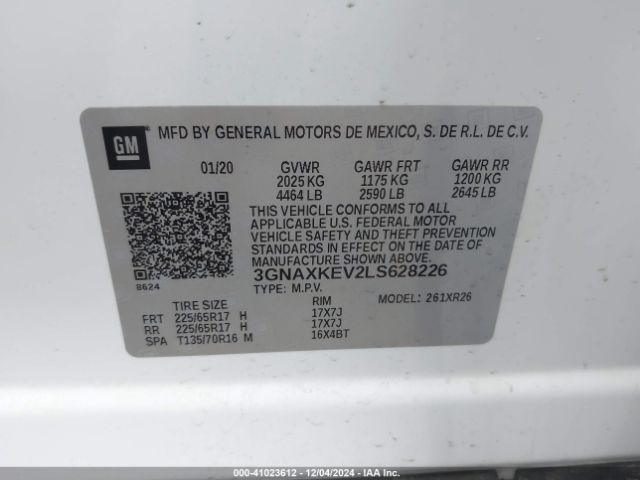 GM
MFD BY GENERAL MOTORS DE MEXICO, S. DE R.L. DE C.V.
01/20 GVWR GAWR FRT GAWR RR
2025 KG 1175 KG 1200 KG
4464 LB 2590 LB 2645 LB
THIS VEHICLE CONFORMS TO ALL
APPLICABLE U.S. FEDERAL MOTOR
VEHICLE SAFETY AND THEFT PREVENTION
STANDARDS IN EFFECT ON THE DATE OF
MANUFACTURE SHOWN ABOVE.
3GNAXKEV2LS628226
8624
TYPE: M.P.V. MODEL: 261XR26
TIRE SIZE RIM
FRT 225/65R17 H 17X7J
RR 225/65R17 H 17X7J
SPA T135/70R16 M 16X4BT
000-41023612 - 12/04/2024 - IAAI.com